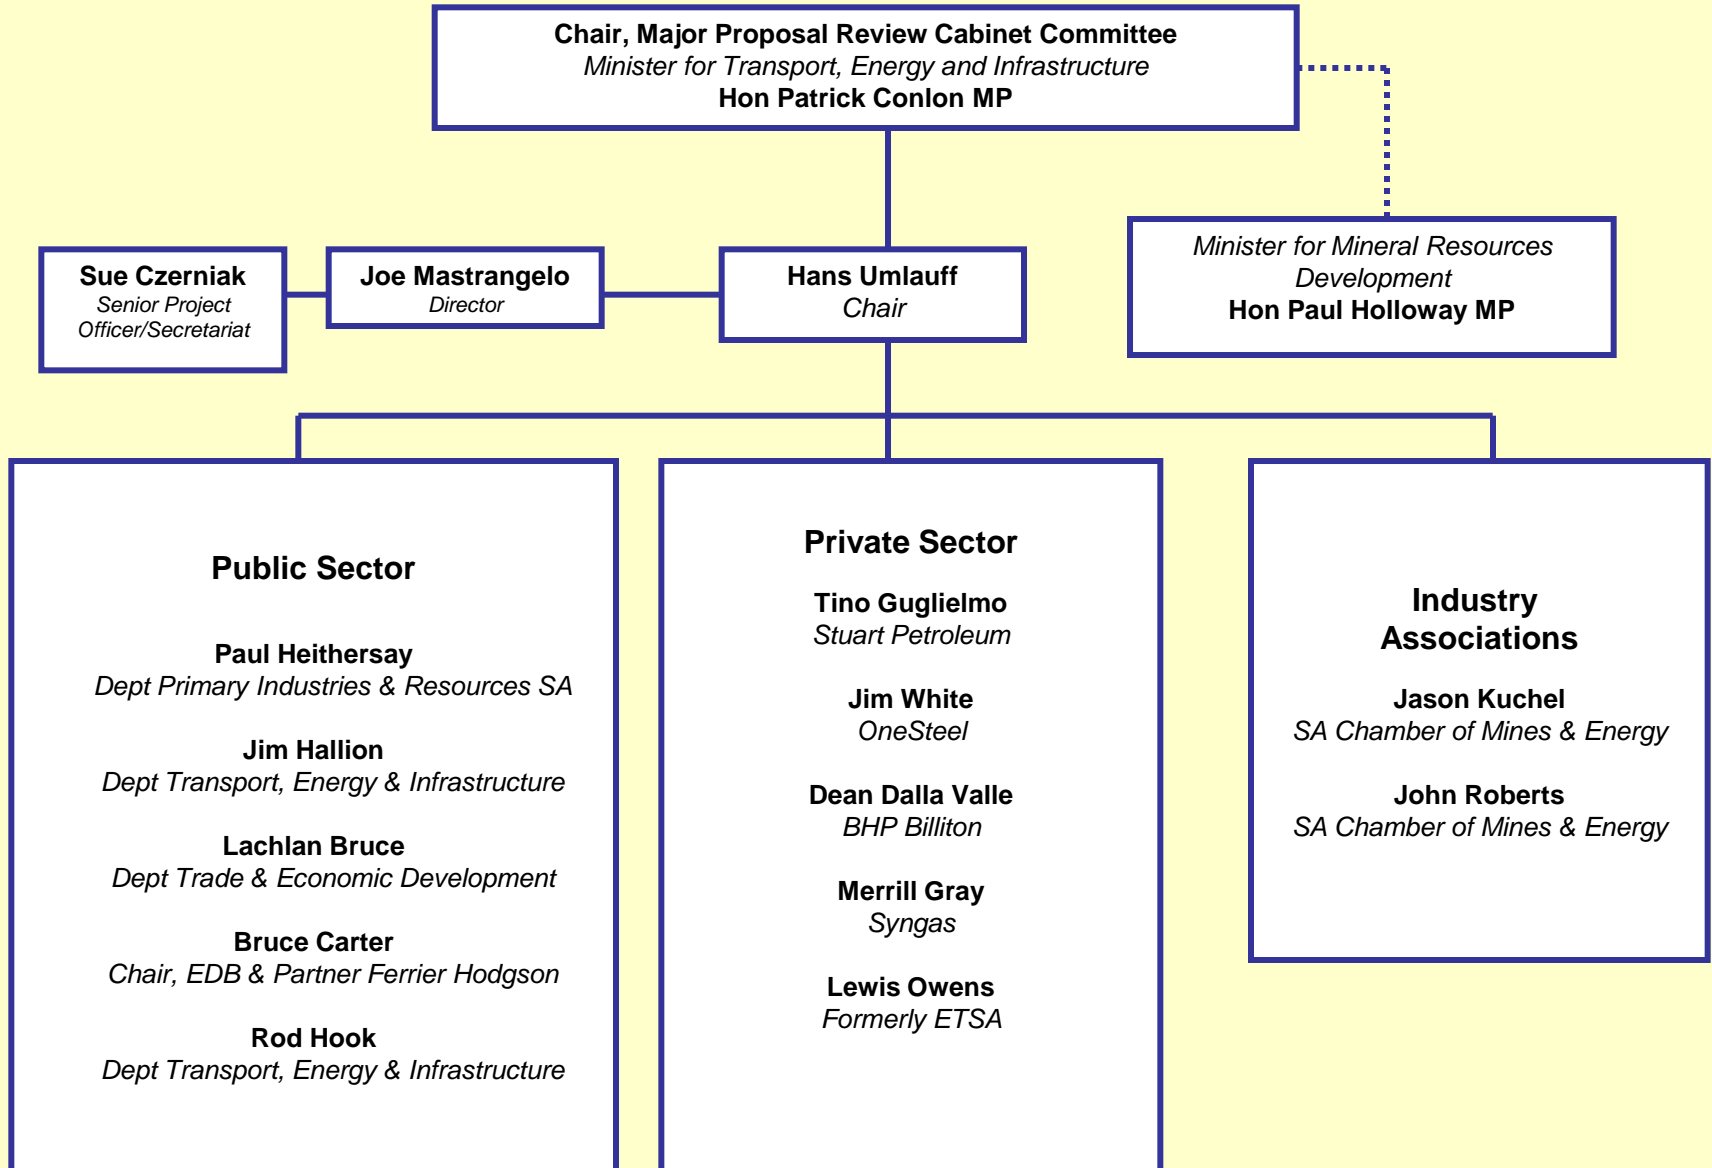 Chair, Major Proposal Review Cabinet Committee
Minister for Transport, Energy and Infrastructure
Hon Patrick Conlon MP
Sue Czerniak
Senior Project
Officer/Secretariat
Joe Mastrangelo
Director
Hans Umlauff
Chair
Minister for Mineral Resources
Development
Hon Paul Holloway MP
Public Sector
Paul Heithersay
Dept Primary Industries & Resources SA
Jim Hallion
Dept Transport, Energy & Infrastructure
Lachlan Bruce
Dept Trade & Economic Development
Bruce Carter
Chair, EDB & Partner Ferrier Hodgson
Rod Hook
Dept Transport, Energy & Infrastructure
Private Sector
Tino Guglielmo
Stuart Petroleum
Jim White
OneSteel
Dean Dalla Valle
BHP Billiton
Merrill Gray
Syngas
Lewis Owens
Formerly ETSA
Industry
Associations
Jason Kuchel
SA Chamber of Mines & Energy
John Roberts
SA Chamber of Mines & Energy